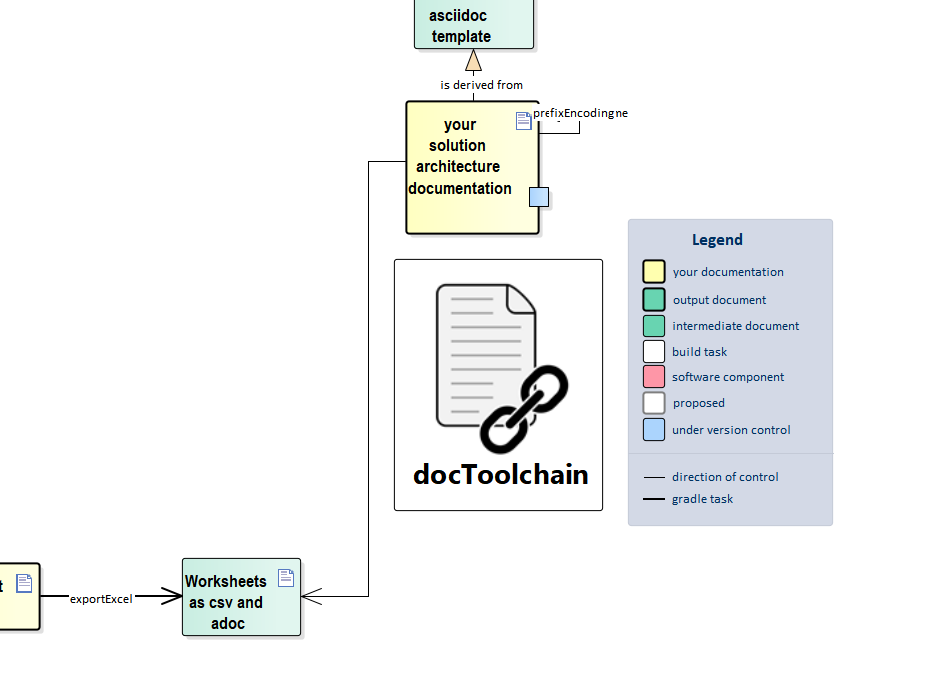 asciidoc
template
is derived from
prefixEncodingne
your
solution
architecture
documentation
Legend
your documentation
output document
intermediate document
build task
software component
proposed
under version control
direction of control
gradle task
docToolchain
t
exportExcel
Worksheets
as csv and
adoc